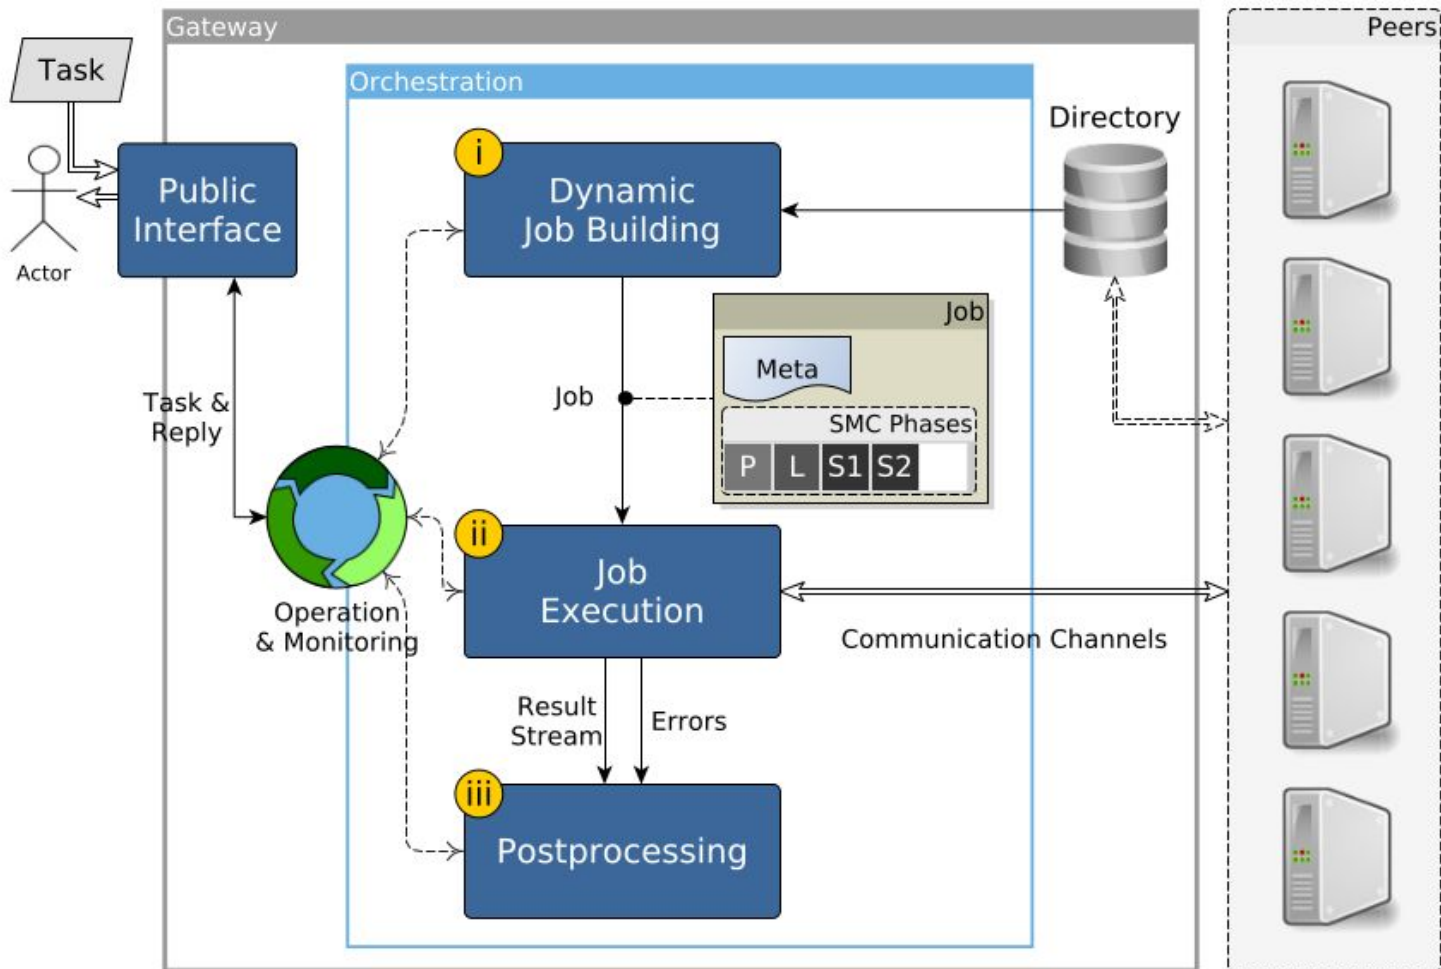 Gateway
Peers
Task
Orchestration
Directory
i
Public
Interface
Dynamic
Job Building
Actor
Job
Meta
Task &
Reply
Job
SMC Phases
P L S1 S2
ii
Job
Execution
Operation
& Monitoring
Communication Channels
Result
Stream
Errors
iii
Postprocessing